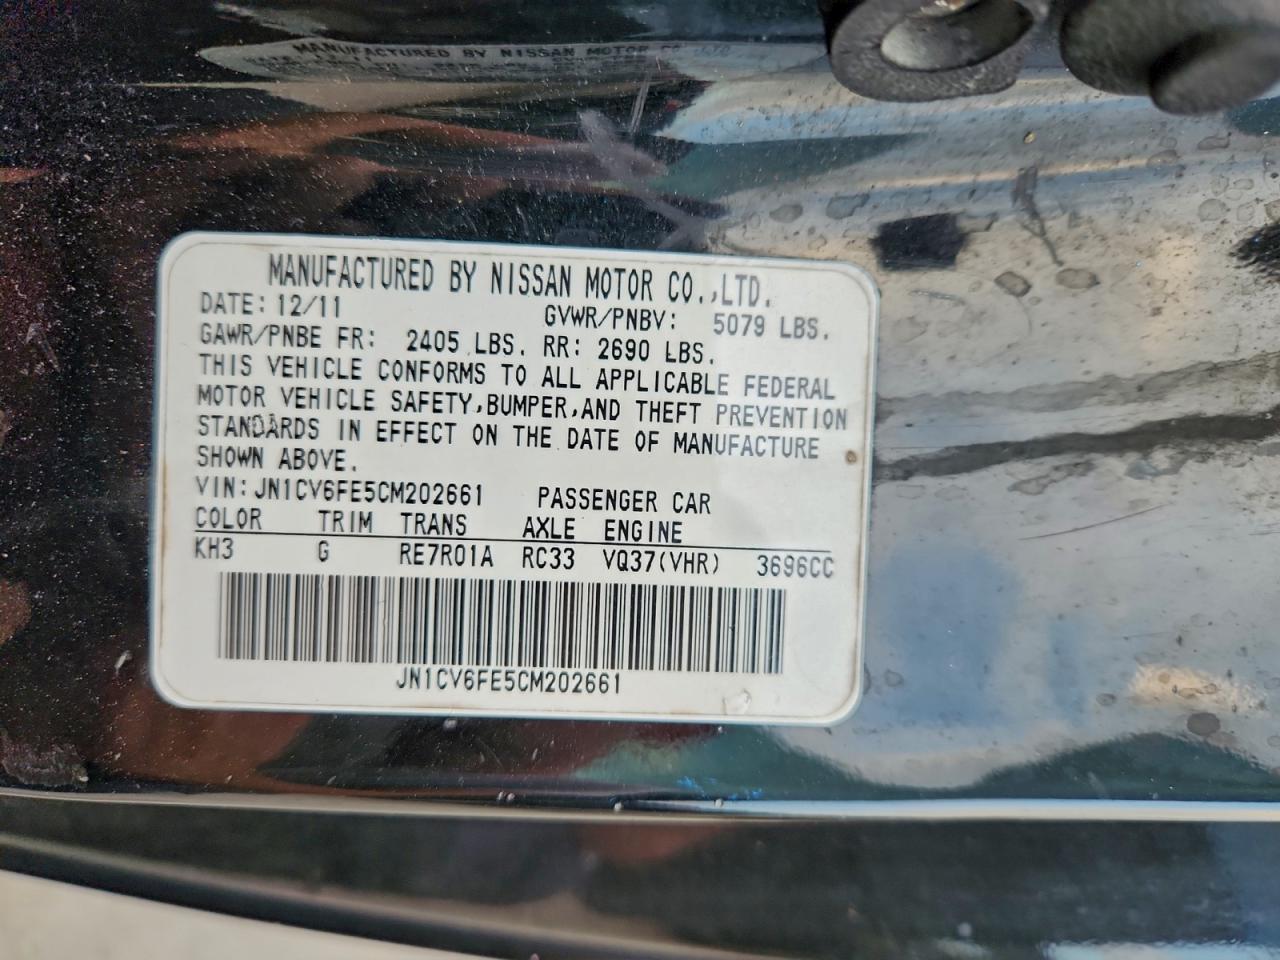 MANUFACTURED BY NISSAN MOTOR CO.,LTD.
DATE: 12/11 GVWR/PNBV: 5079 LBS.
GAWR/PNBE FR: 2405 LBS. RR: 2690 LBS.
THIS VEHICLE CONFORMS TO ALL APPLICABLE FEDERAL
MOTOR VEHICLE SAFETY,BUMPER,AND THEFT PREVENTION
STANDARDS IN EFFECT ON THE DATE OF MANUFACTURE
SHOWN ABOVE.
VIN: JN1CV6FE5CM202661 PASSENGER CAR
COLOR TRIM TRANS AXLE ENGINE
KH3 G RE7R01A RC33 VQ37(VHR) 3696CC
JN1CV6FE5CM202661